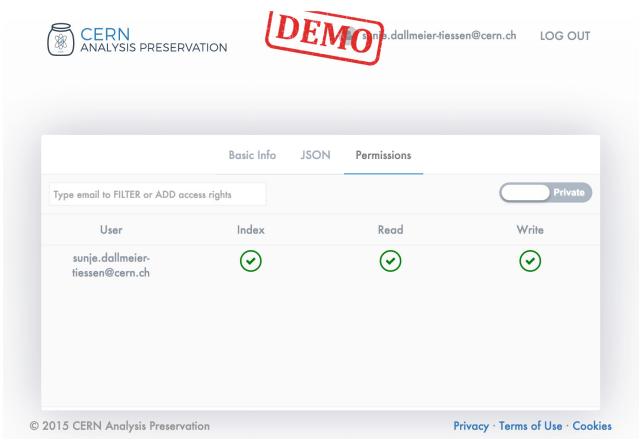 CERN
ANALYSIS PRESERVATION
DEMO
sunje.dallmeier-tiessen@cern.ch
LOG OUT
Basic Info
JSON
Permissions
Type email to FILTER or ADD access rights
Private
User
Index
Read
Write
sunje.dallmeier-
tiessen@cern.ch
© 2015 CERN Analysis Preservation
Privacy · Terms of Use · Cookies